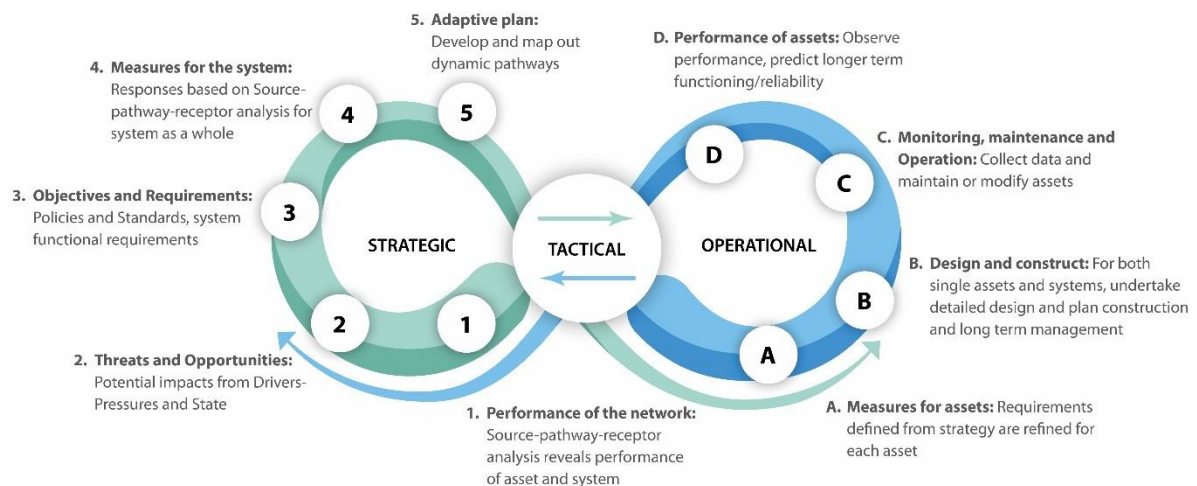 5. Adaptive plan:
Develop and map out
dynamic pathways
D. Performance of assets: Observe
performance, predict longer term
functioning/reliability
4. Measures for the system:
Responses based on Source-
pathway-receptor analysis for
system as a whole
4
5
D
C. Monitoring, maintenance and
Operation: Collect data and
maintain or modify assets
C
3. Objectives and Requirements:
Policies and Standards, system
functional requirements
3
STRATEGIC
TACTICAL
OPERATIONAL
B. Design and construct: For both
single assets and systems, undertake
detailed design and plan construction
and long term management
B
2
1
A
2. Threats and Opportunities:
Potential impacts from Drivers-
Pressures and State
1. Performance of the network:
Source-pathway-receptor
analysis reveals performance
of asset and system
A. Measures for assets: Requirements
defined from strategy are refined for
each asset